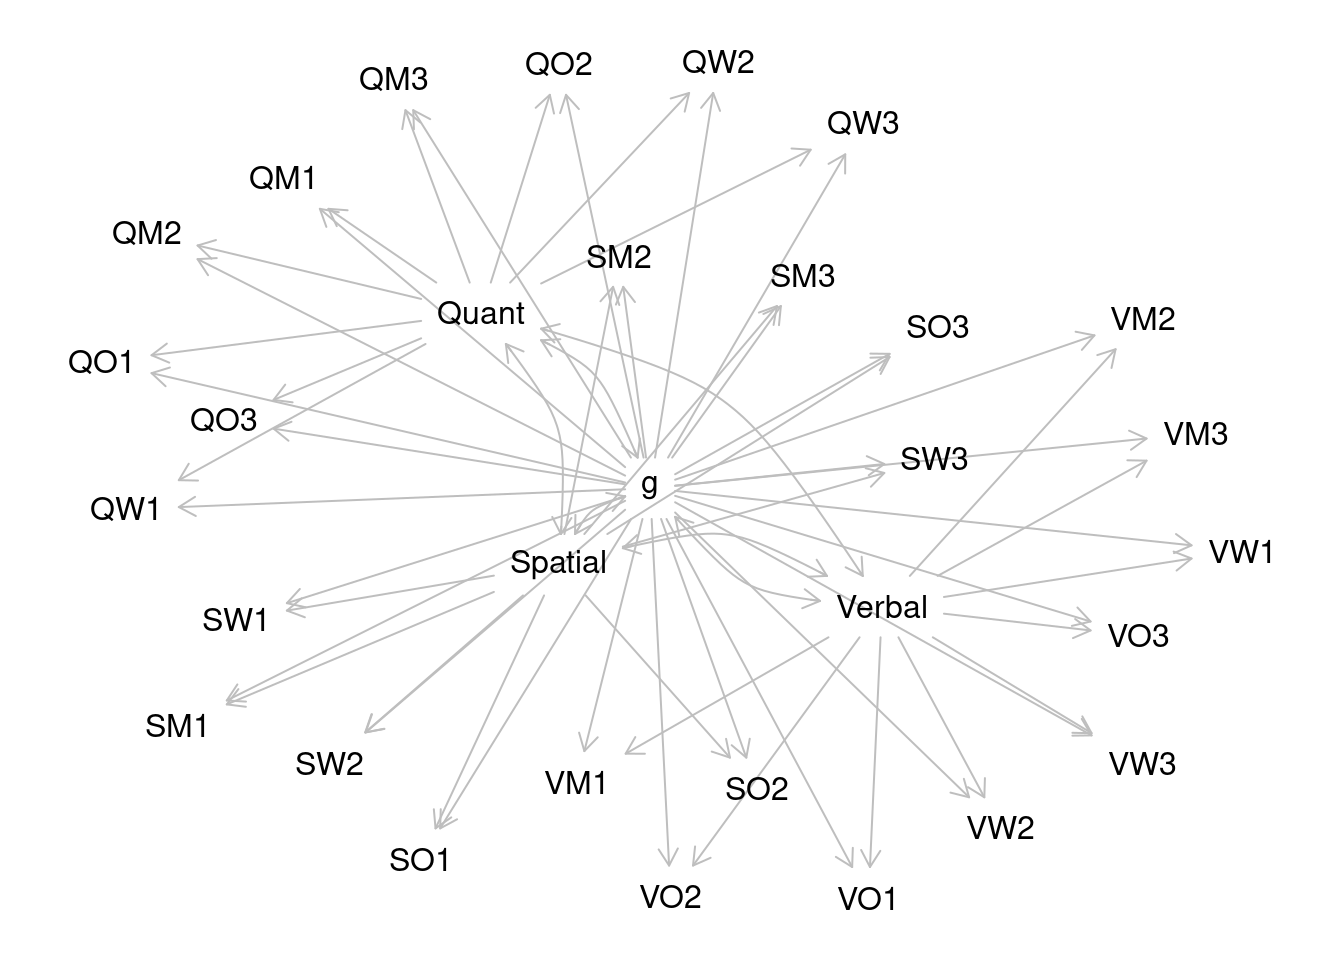 QW2
QO2
QM3
QW3
QM1
QM2
SM2
SM3
Quant
VM2
SO3
QO1
QO3
VM3
SW3
g
QW1
VW1
Spatial
Verbal
SW1
VO3
SM1
SW2
VW3
VM1
SO2
VW2
SO1
VO2
VO1